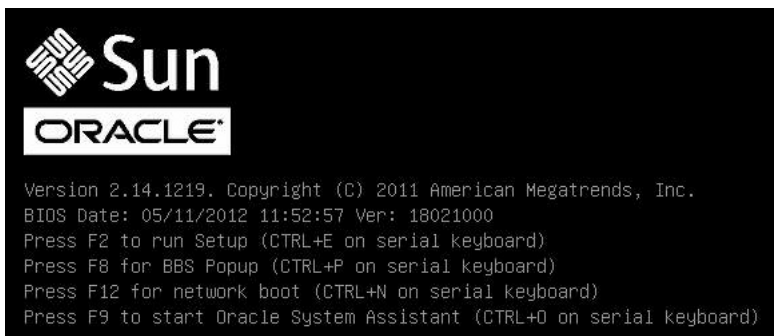 Sun
ORACLE
Version 2.14.1219. Copyright (C) 2011 American Megatrends, Inc.
BIOS Date: 05/11/2012 11:52:57 Ver: 18021000
Press F2 to run Setup (CTRL+E on serial keyboard)
Press F8 for BBS Popup (CTRL+P on serial keyboard)
Press F12 for network boot (CTRL+N on serial keyboard)
Press F9 to start Oracle System Assistant (CTRL+O on serial keyboard)